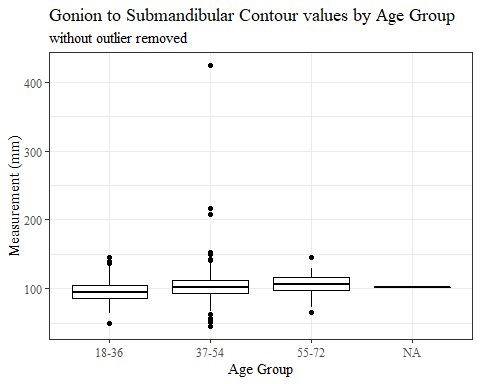 Gonion to Submandibular Contour values by Age Group
without outlier removed
Measurement (mm)
400
300
200
100
18-36
37-54
55-72
NA
Age Group